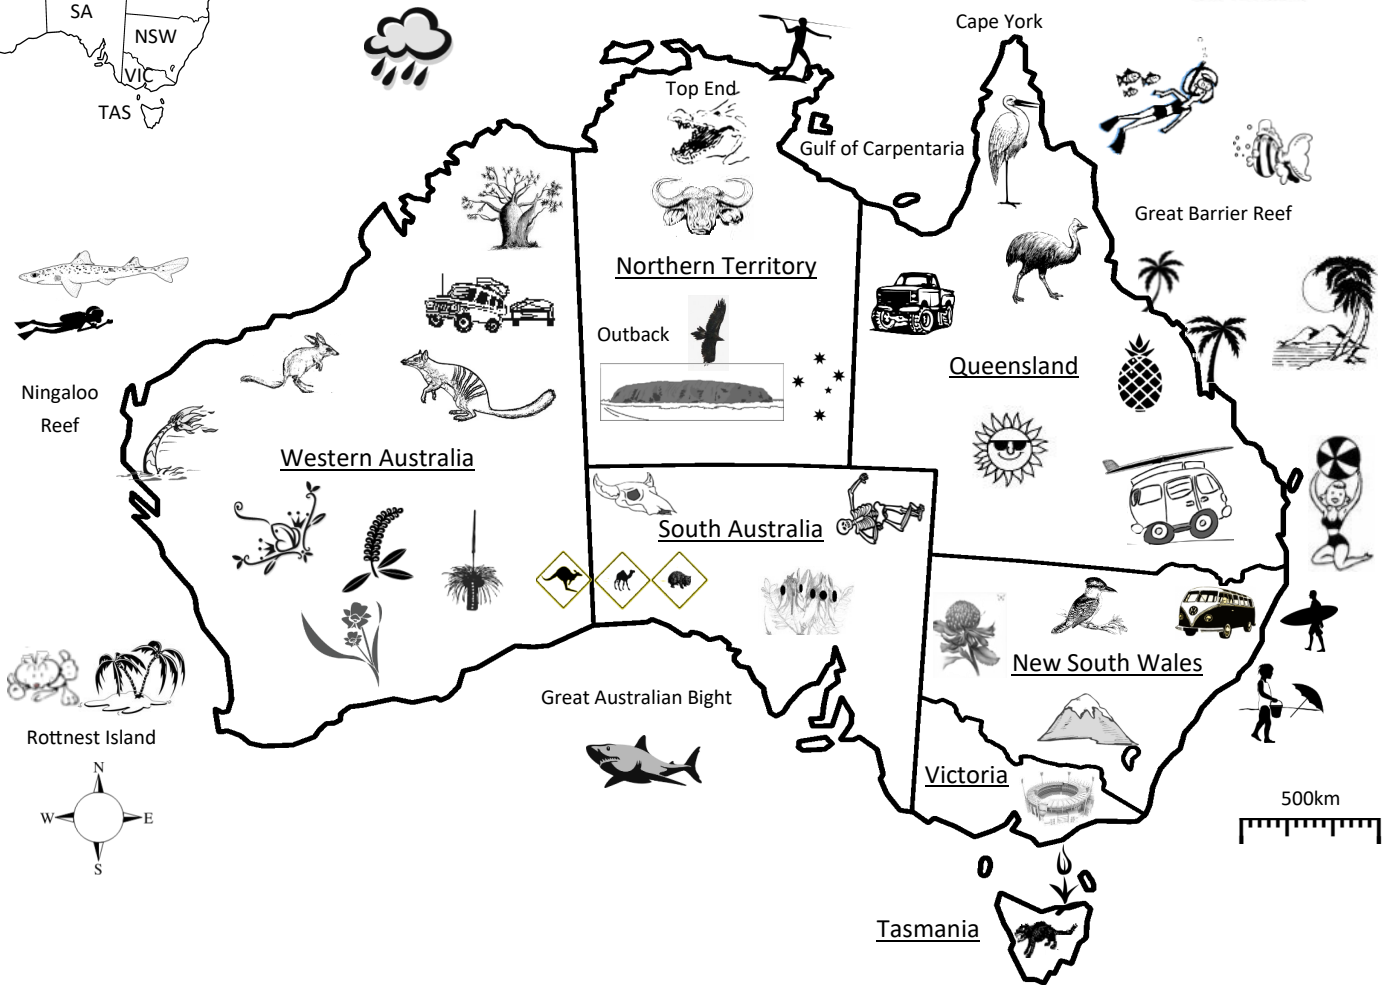 SA
NSW
VIC
TAS
Cape York
Top End
Gulf of Carpentaria
Great Barrier Reef
Northern Territory
Outback
Queensland
Ningaloo
Reef
Western Australia
South Australia
New South Wales
Great Australian Bight
Rottnest Island
Victoria
N
W
E
S
500km
Tasmania